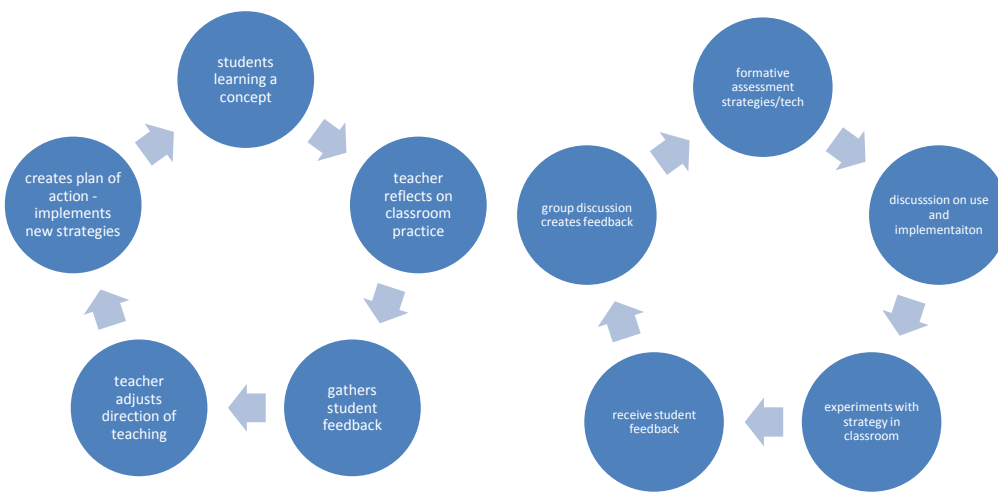 students
learning a
concept
teacher
reflects on
classroom
practice
gathers
student
feedback
teacher
adjusts
direction of
teaching
creates plan of
action -
implements
new strategies
formative
assessment
strategies/tech
discusssion on use
and
implementaiton
experiments with
strategy in
classroom
receive student
feedback
group discussion
creates feedback